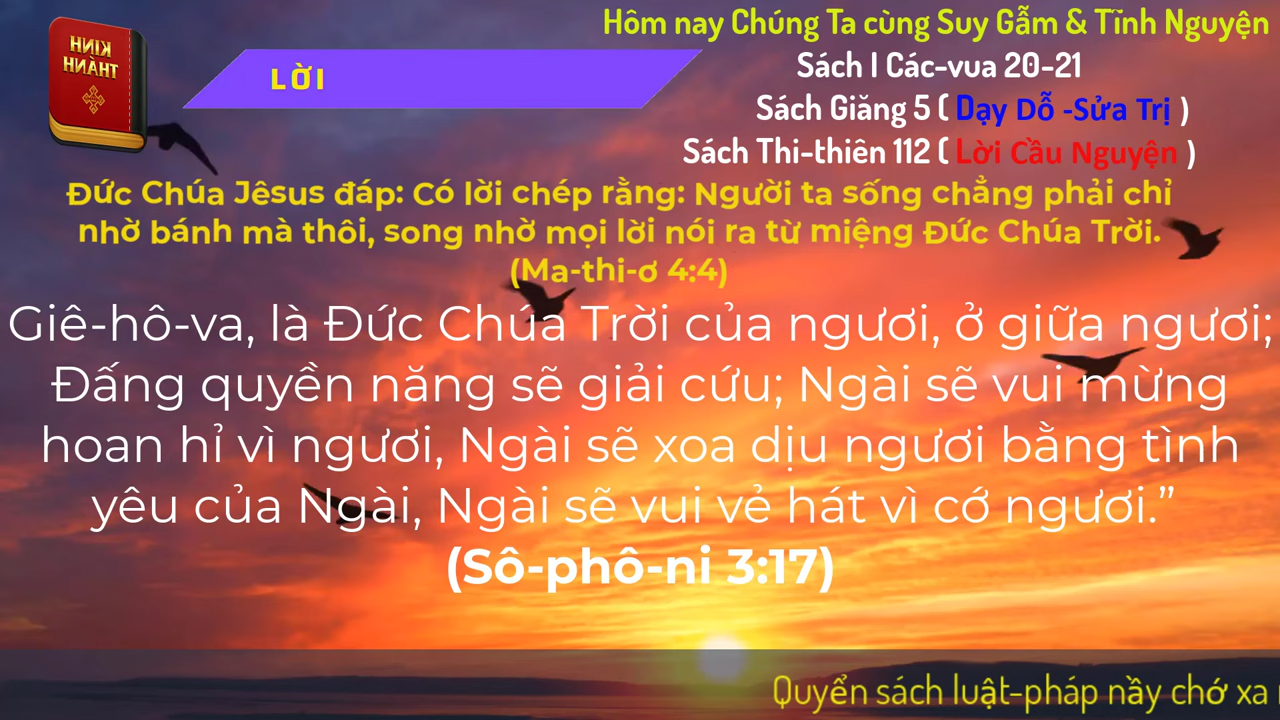 KINH
THÁNH
LỜI
Hôm nay Chúng Ta cùng Suy Gẫm & Tĩnh Nguyện
Sách I Các-vua 20-21
Sách Giăng 5 ( Dạy Dỗ -Sửa Trị )
Sách Thi-thiên 112 ( Lời Cầu Nguyện )
Đức Chúa Jêsus đáp: Có lời chép rằng: Người ta sống chẳng phải chỉ
nhờ bánh mà thôi, song nhờ mọi lời nói ra từ miệng Đức Chúa Trời.
(Ma-thi-ơ 4:4)
Giê-hô-va, là Đức Chúa Trời của ngươi, ở giữa ngươi;
Đấng quyền năng sẽ giải cứu; Ngài sẽ vui mừng
hoan hỉ vì ngươi, Ngài sẽ xoa dịu ngươi bằng tình
yêu của Ngài, Ngài sẽ vui vẻ hát vì cớ ngươi.”
(Sô-phô-ni 3:17)
Quyển sách luật-pháp nầy chớ xa